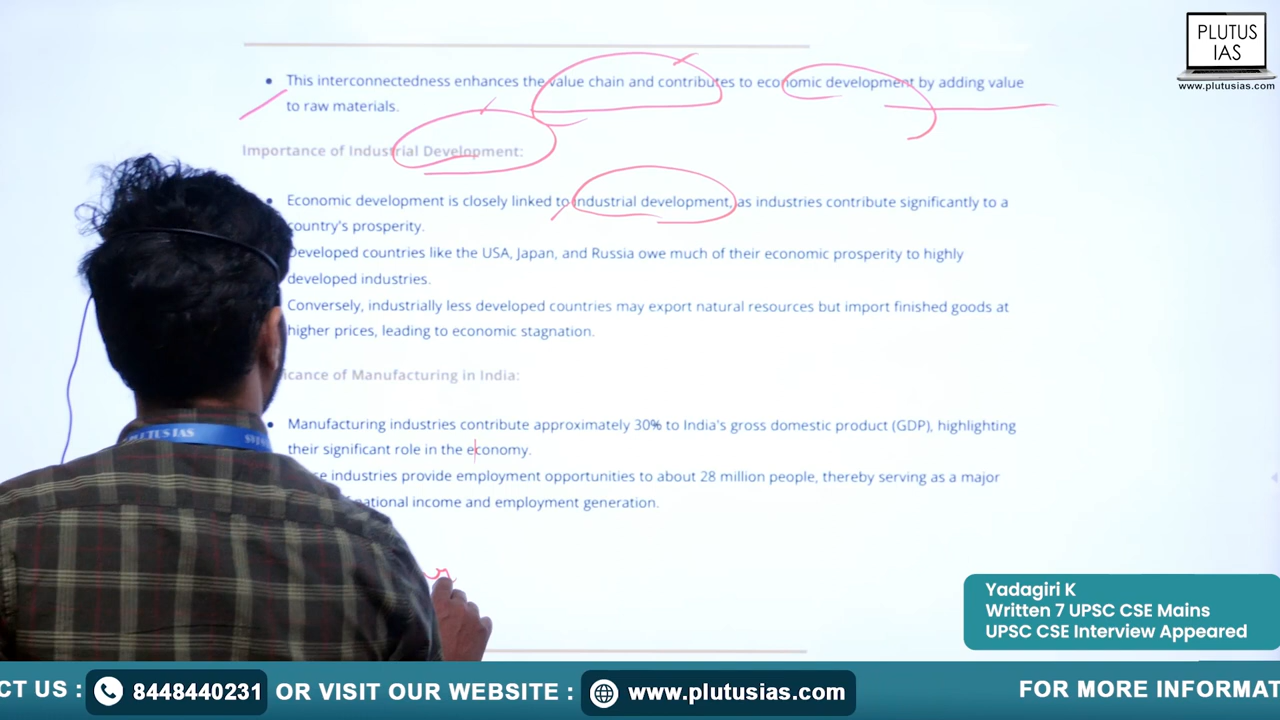 PLUTUS
IAS
www.plutusias.com
This interconnectedness enhances the value chain and contributes to economic development by adding value
to raw materials.
Importance of Industrial Development:
Economic development is closely linked to industrial development, as industries contribute significantly to a
country's prosperity.
Developed countries like the USA, Japan, and Russia owe much of their economic prosperity to highly
developed industries.
Conversely, industrially less developed countries may export natural resources but import finished goods at
higher prices, leading to economic stagnation.
of Manufacturing in India:
Manufacturing industries contribute approximately 30% to India's gross domestic product (GDP), highlighting
their significant role in the economy.
industries provide employment opportunities to about 28 million people, thereby serving as a major
national income and employment generation.
PLUTUS IAS
Yadagiri K
Written 7 UPSC CSE Mains
UPSC CSE Interview Appeared
CT US : 8448440231 OR VISIT OUR WEBSITE : www.plutusias.com FOR MORE INFORMAT